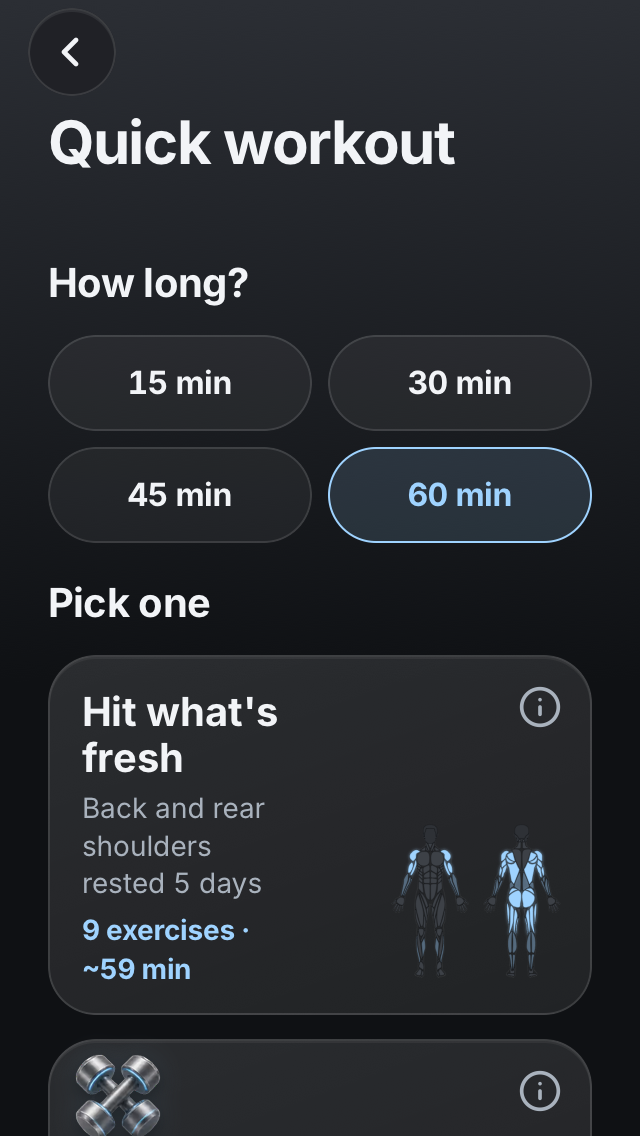 Quick workout
How long?
15 min
30 min
45 min
60 min
Pick one
Hit what's
fresh
Back and rear
shoulders
rested 5 days
9 exercises ·
~59 min